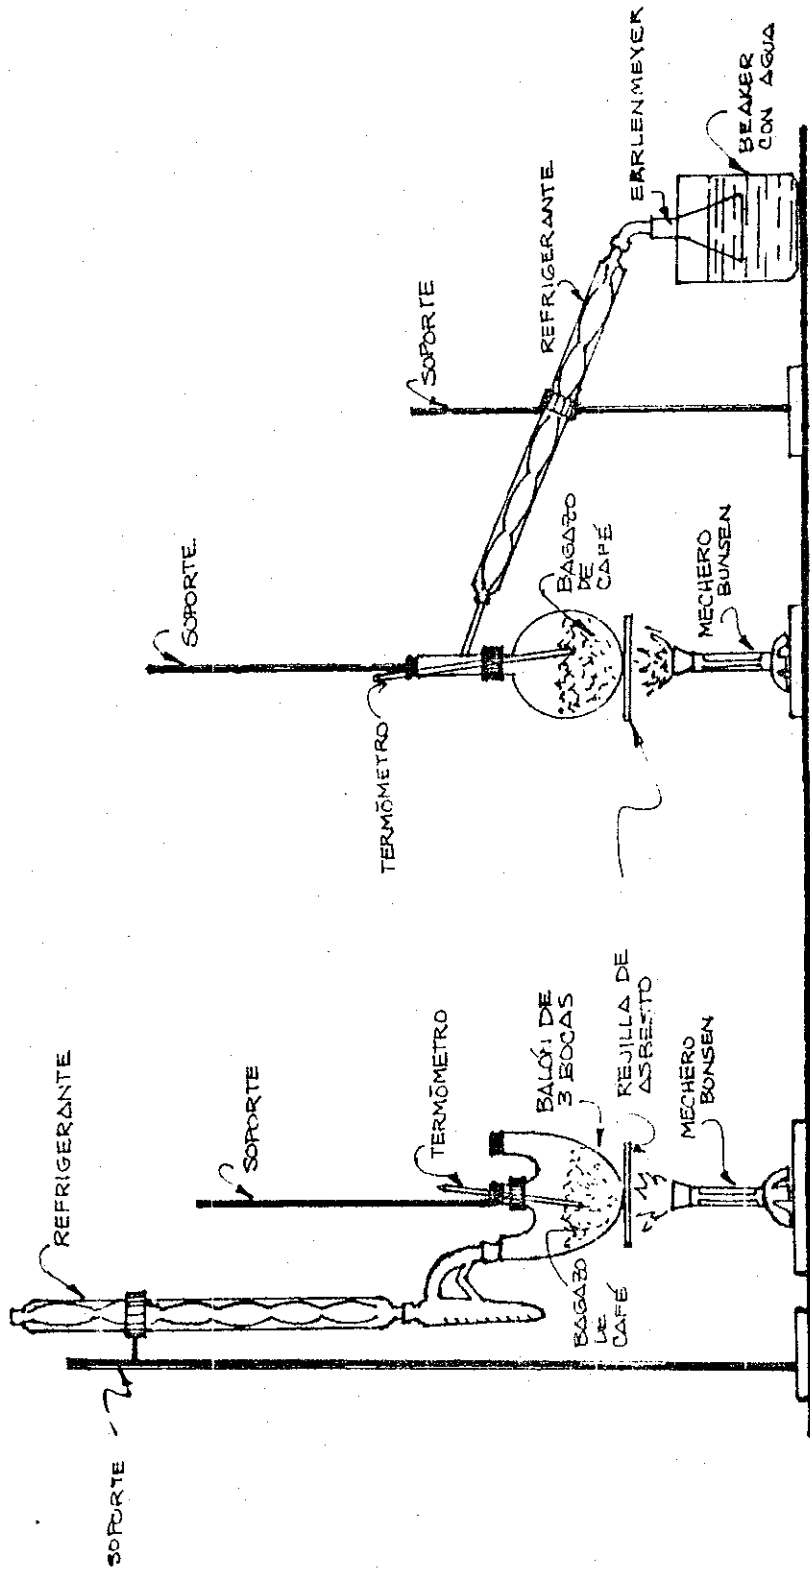 SOPORTE
REFRIGERANTE
SOPORTE
TERMÓMETRO
BAGAZO
DE
CAFÉ
BALÓN DE
3 BOCAS
REJILLA DE
ASBESTO
MECHERO
BUNSEN
TERMÓMETRO
SOPORTE
BAGAZO
DE
CAFÉ
MECHERO
BUNSEN
SOPORTE
REFRIGERANTE
EARLENMEYER
BEAKER
CON AGUA